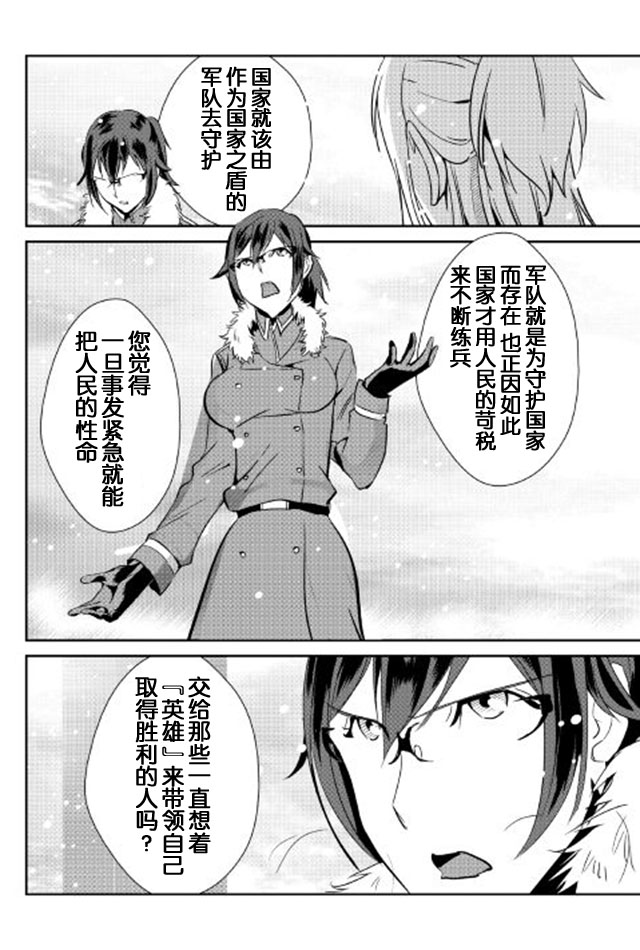 国家就该由
作为国家之盾的
军队去守护
军队就是为守护国家
而存在 也正因如此
国家才用人民的苛税
来不断练兵
您觉得
一旦事发紧急就能
把人民的性命
交给那些一直想着
『英雄』来带领自己
取得胜利的人吗？